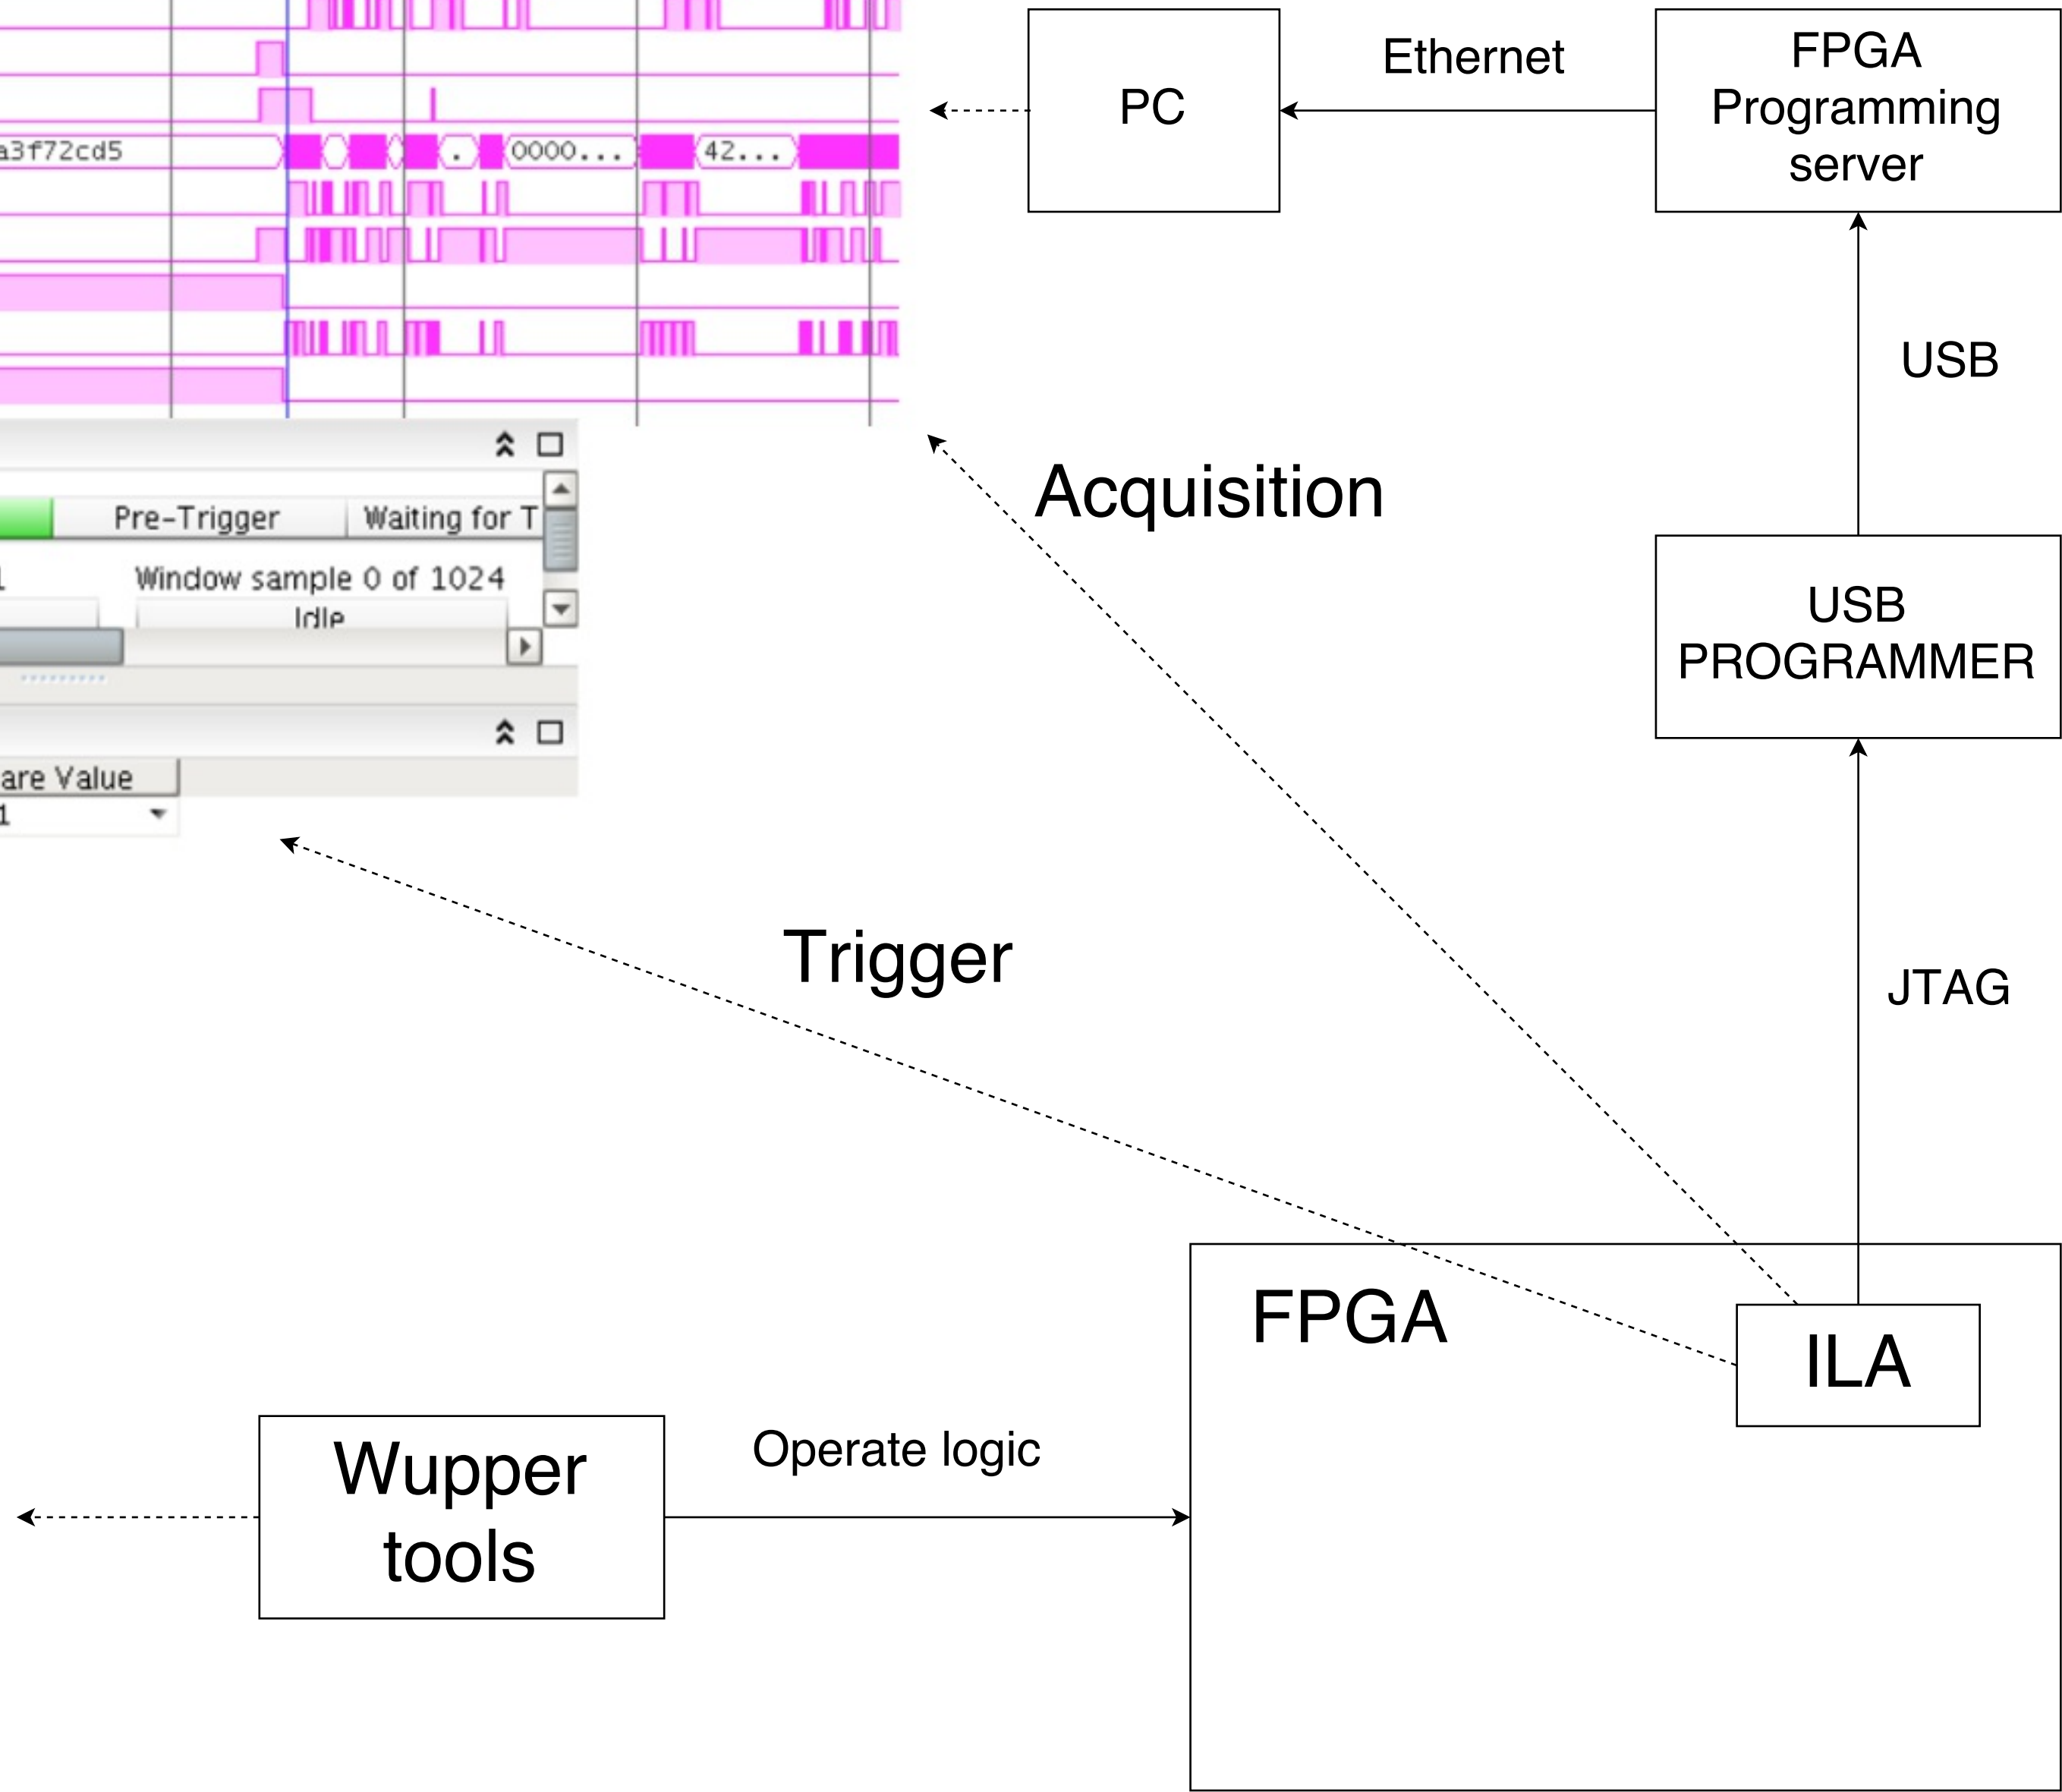 a3f72cd5
.
0000...
42...
PC
Ethernet
FPGA
Programming
server
USB
Acquisition
Pre-Trigger
Waiting for T
Window sample 0 of 1024
Idle
USB
PROGRAMMER
are Value
1
Trigger
JTAG
FPGA
ILA
Wupper
tools
Operate logic